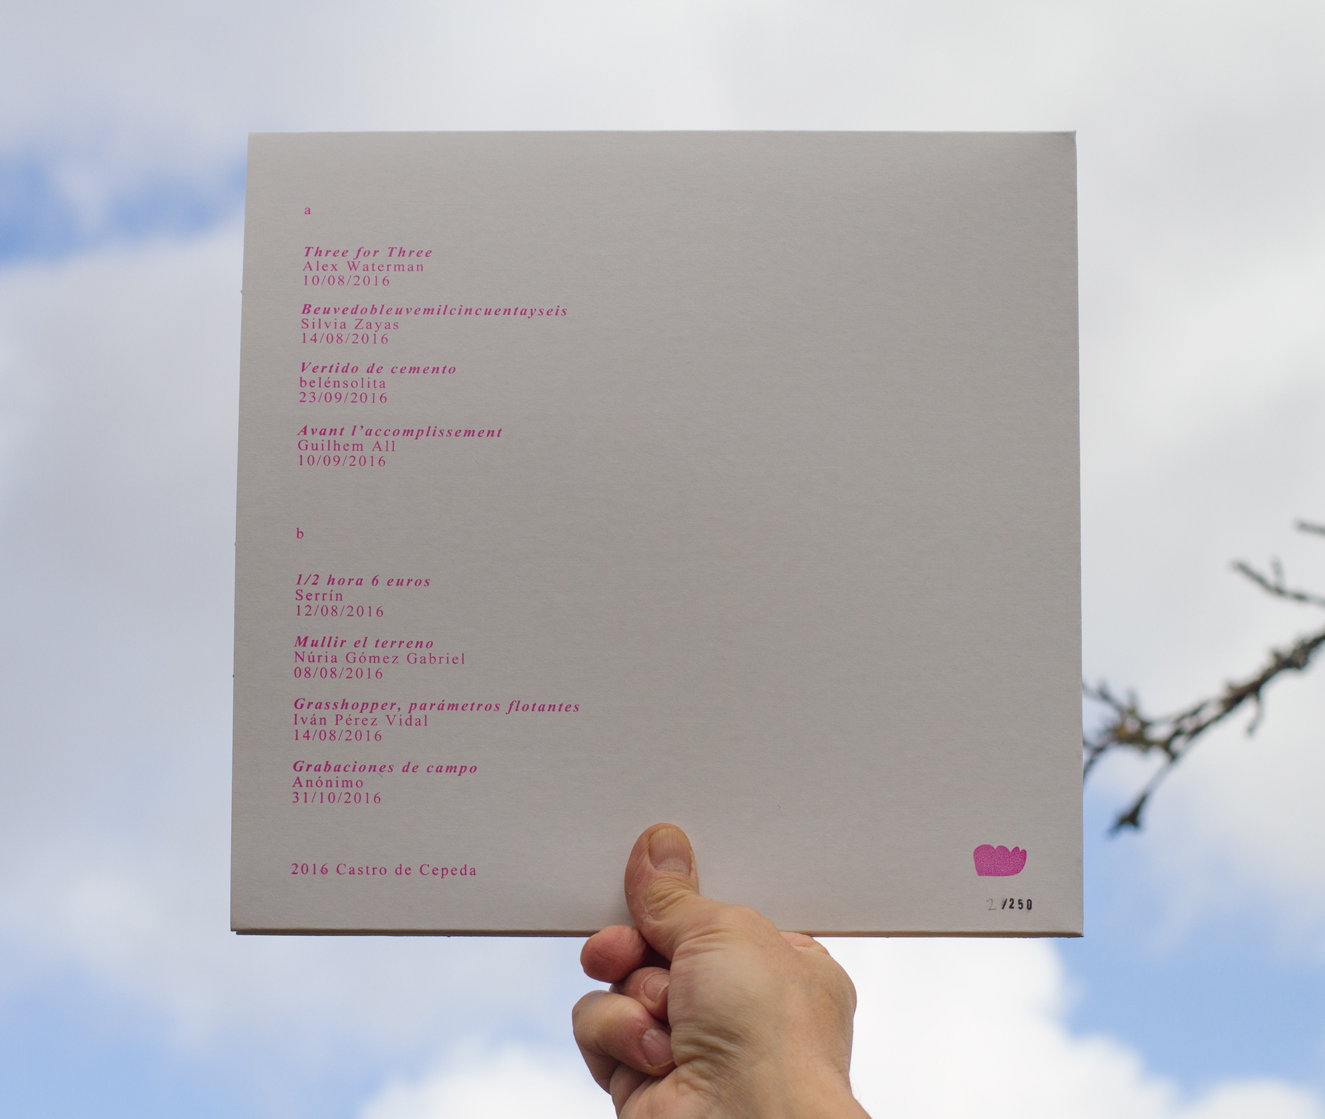 a
Three for Three
Alex Waterman
10/08/2016
Beuvedobleuvemilcincuentayseis
Silvia Zayas
14/08/2016
Vertido de cemento
belénsolita
23/09/2016
Avant l’accomplissement
Guilhem All
10/09/2016
b
1/2 hora 6 euros
Serrín
12/08/2016
Mullir el terreno
Núria Gómez Gabriel
08/08/2016
Grasshopper, parámetros flotantes
Iván Pérez Vidal
14/08/2016
Grabaciones de campo
Anónimo
31/10/2016
2016 Castro de Cepeda
2/250